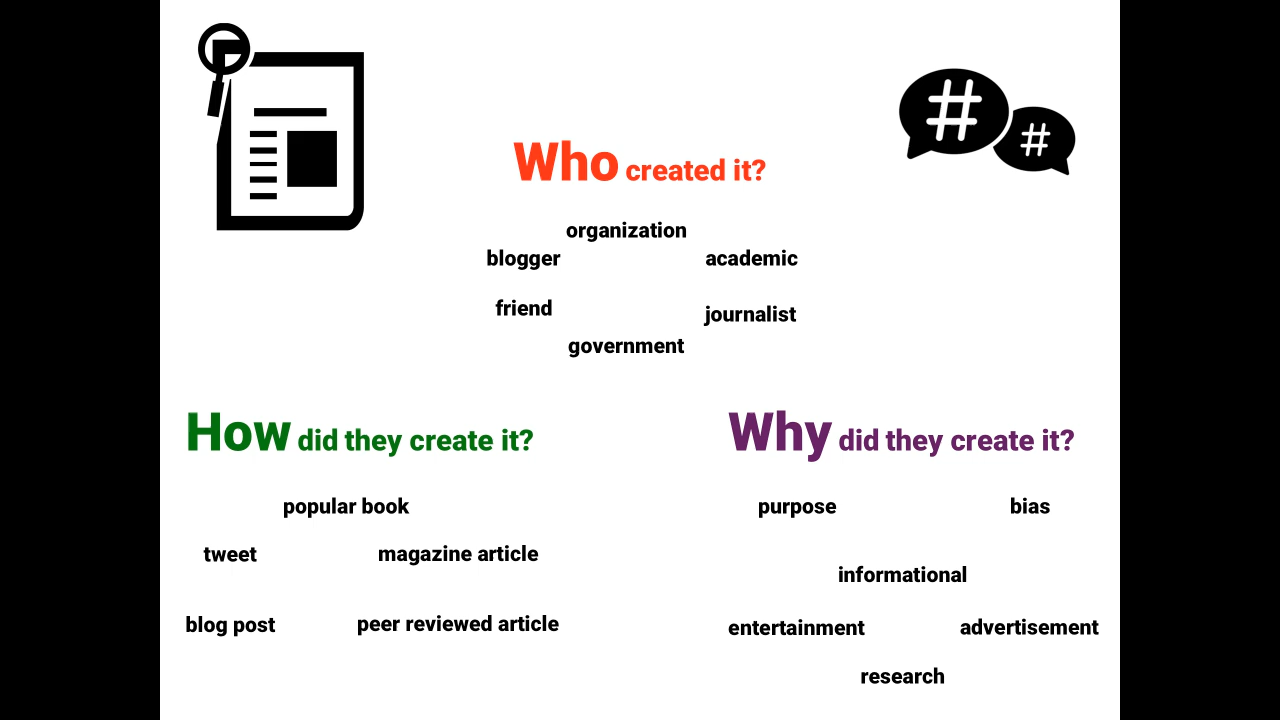 # #
Who created it?
organization
blogger academic
friend journalist
government
How did they create it?
popular book
tweet magazine article
blog post peer reviewed article
Why did they create it?
purpose bias
informational
entertainment advertisement
research